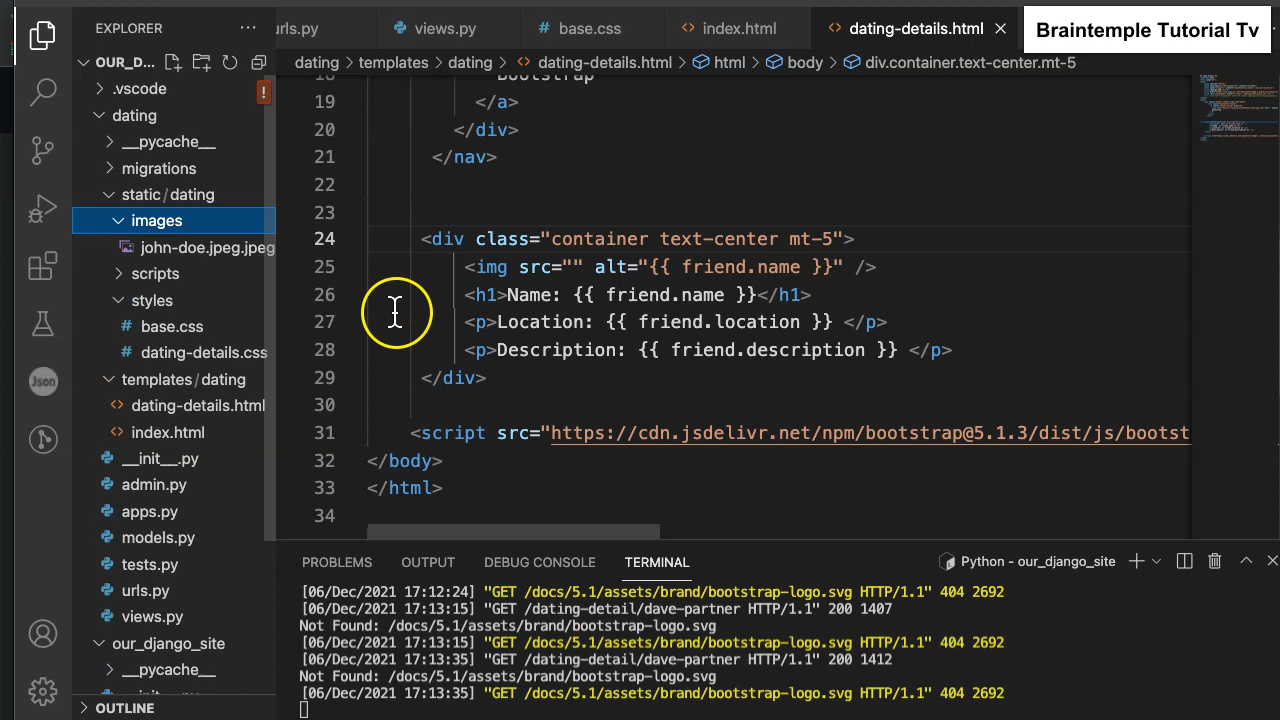 EXPLORER
urls.py
views.py
base.css
index.html
dating-details.html
Braintemple Tutorial Tv
OUR_D...
dating > templates > dating > dating-details.html > html > body > div.container.text-center.mt-5
.vscode
dating
__pycache__
migrations
static/dating
images
john-doe.jpeg.jpeg
scripts
styles
base.css
dating-details.css
templates/dating
dating-details.html
index.html
__init__.py
admin.py
apps.py
models.py
tests.py
urls.py
views.py
our_django_site
__pycache__
OUTLINE
Json
18 Bootstrap
19 </a>
20 </div>
21 </nav>
22
23
24 <div class="container text-center mt-5">
25 <img src="" alt="{{ friend.name }}" />
26 <h1>Name: {{ friend.name }}</h1>
27 <p>Location: {{ friend.location }} </p>
28 <p>Description: {{ friend.description }} </p>
29 </div>
30
31 <script src="https://cdn.jsdelivr.net/npm/bootstrap@5.1.3/dist/js/bootst
32 </body>
33 </html>
34
PROBLEMS OUTPUT DEBUG CONSOLE TERMINAL
Python - our_django_site
[06/Dec/2021 17:12:24] "GET /docs/5.1/assets/brand/bootstrap-logo.svg HTTP/1.1" 404 2692
[06/Dec/2021 17:13:15] "GET /dating-detail/dave-partner HTTP/1.1" 200 1407
Not Found: /docs/5.1/assets/brand/bootstrap-logo.svg
[06/Dec/2021 17:13:15] "GET /docs/5.1/assets/brand/bootstrap-logo.svg HTTP/1.1" 404 2692
[06/Dec/2021 17:13:35] "GET /dating-detail/dave-partner HTTP/1.1" 200 1412
Not Found: /docs/5.1/assets/brand/bootstrap-logo.svg
[06/Dec/2021 17:13:35] "GET /docs/5.1/assets/brand/bootstrap-logo.svg HTTP/1.1" 404 2692